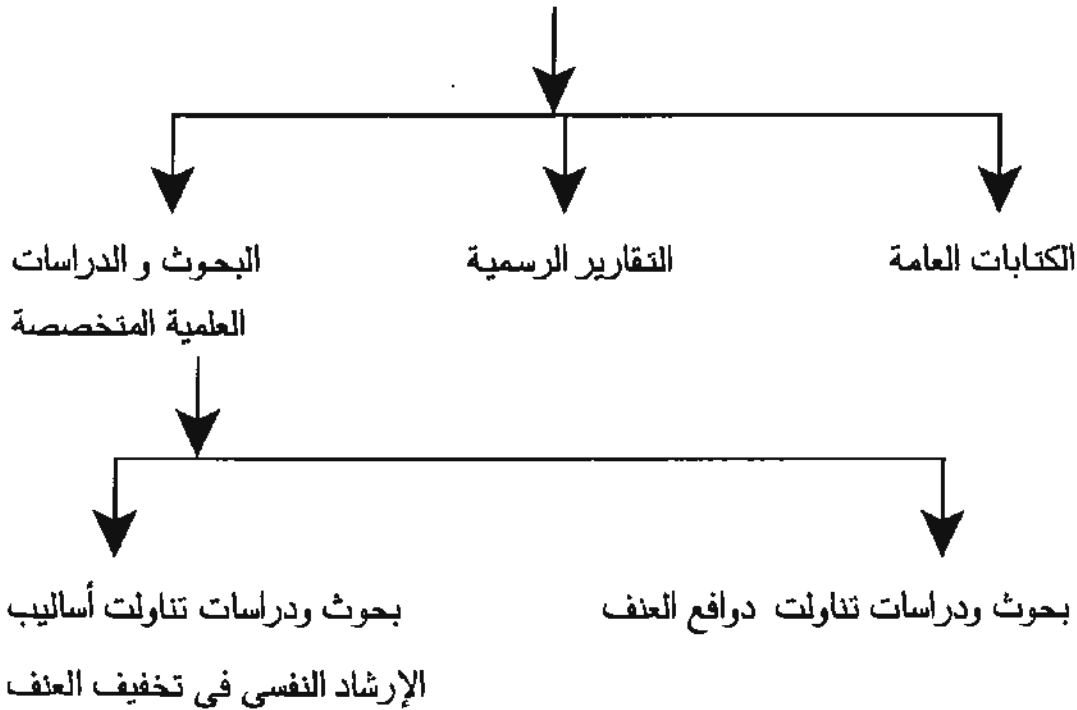 الكتابات العامة
التقارير الرسمية
البحوث و الدراسات
العلمية المتخصصة
بحوث ودراسات تناولت دوافع العنف
بحوث ودراسات تناولت أساليب
الإرشاد النفسى فى تخفيف العنف